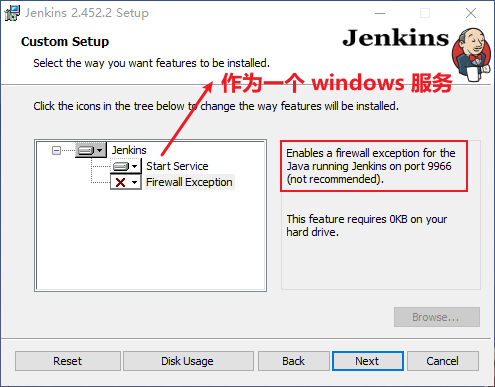 Jenkins 2.452.2 Setup
Custom Setup
Select the way you want features to be installed.
Jenkins
作为一个 windows 服务
Click the icons in the tree below to change the way features will be installed.
Jenkins
Start Service
Firewall Exception
Enables a firewall exception for the
Java running Jenkins on port 9966
(not recommended).
This feature requires 0KB on your
hard drive.
Browse...
Reset
Disk Usage
Back
Next
Cancel